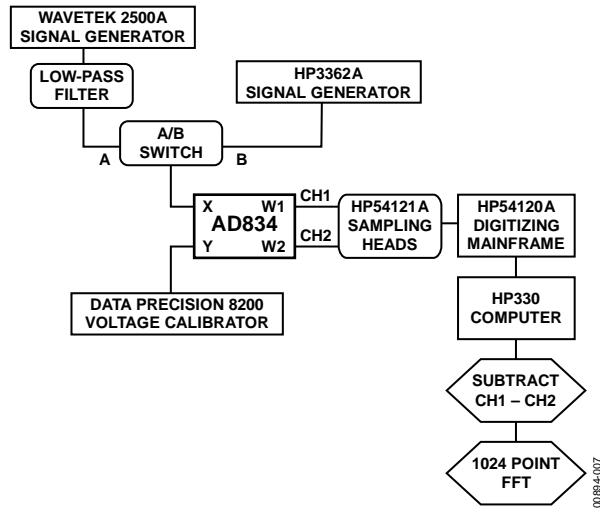 WAVETEK 2500A
SIGNAL GENERATOR
LOW-PASS
FILTER
HP3362A
SIGNAL GENERATOR
A/B
SWITCH
A
B
X
W1
AD834
Y
W2
CH1
CH2
HP54121A
SAMPLING
HEADS
HP54120A
DIGITIZING
MAINFRAME
DATA PRECISION 8200
VOLTAGE CALIBRATOR
HP330
COMPUTER
SUBTRACT
CH1 – CH2
1024 POINT
FFT
00894-007